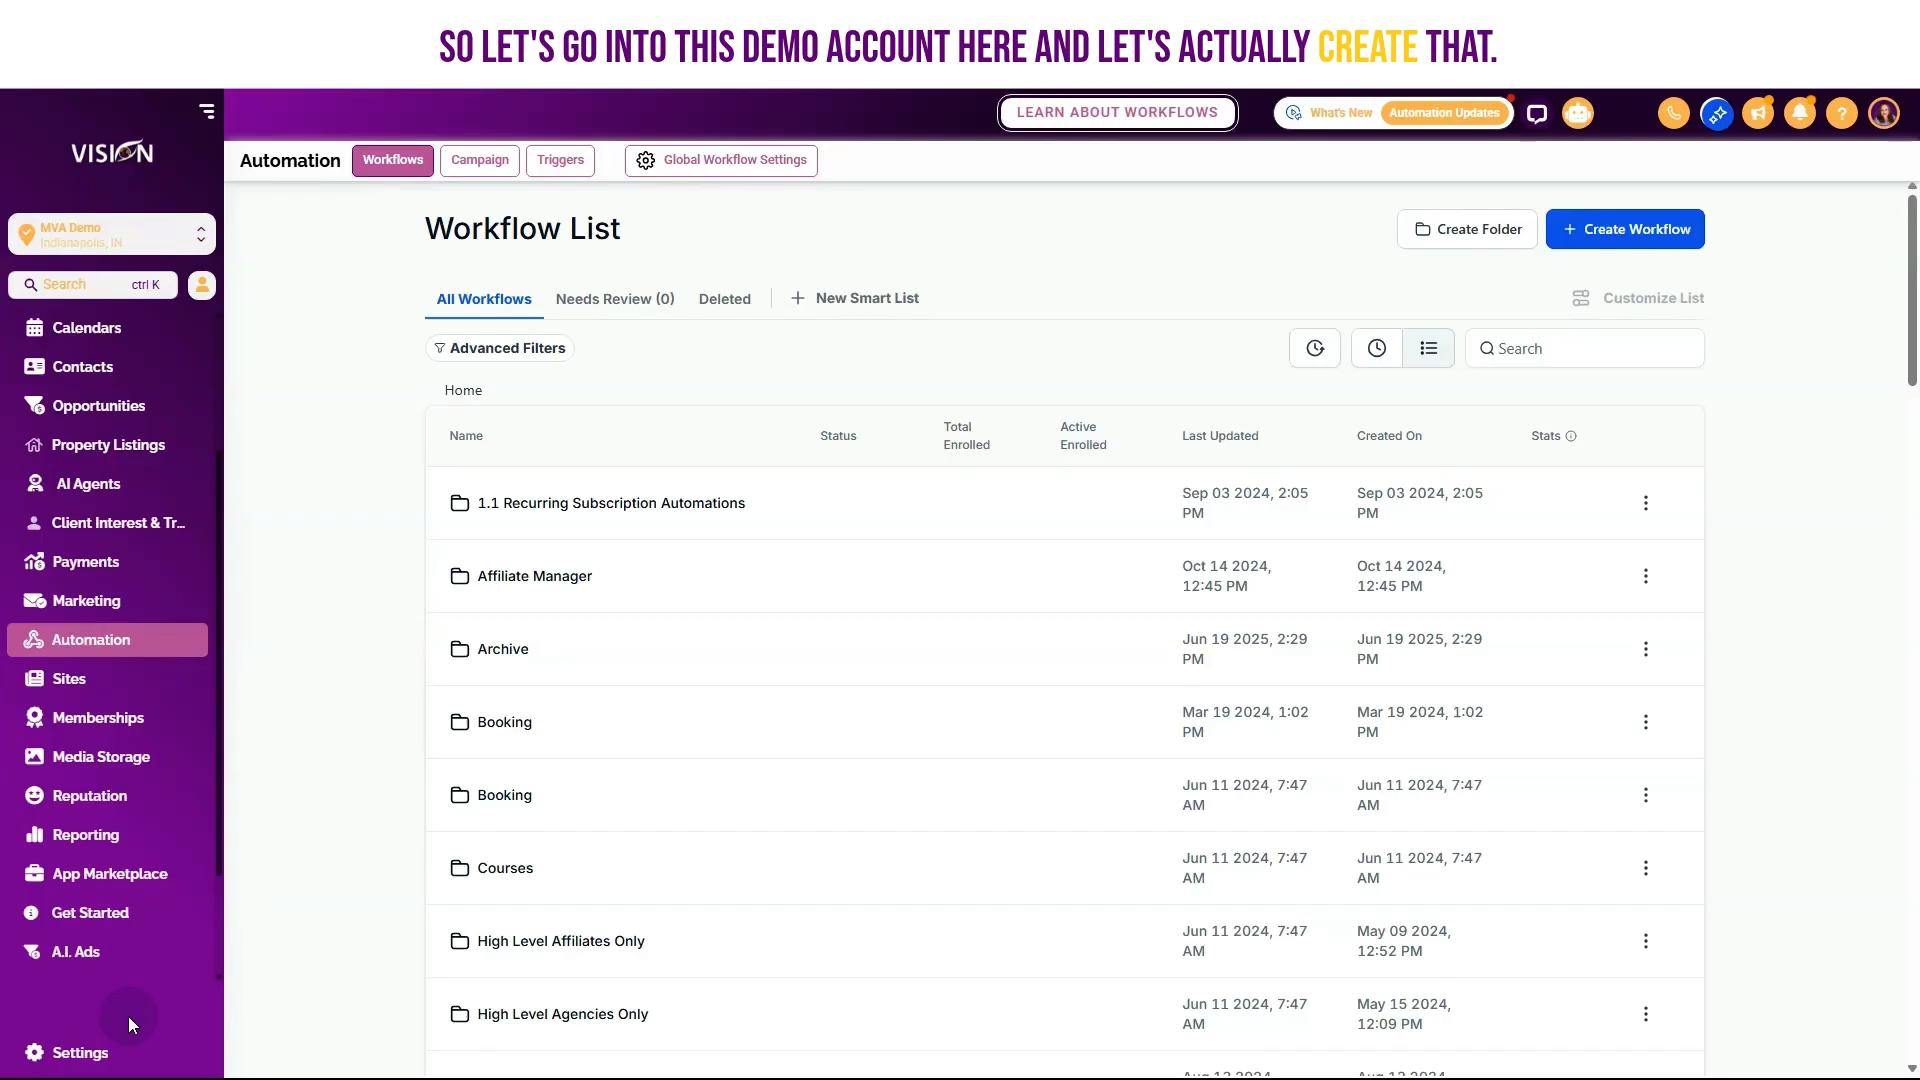 SO LET'S GO INTO THIS DEMO ACCOUNT HERE AND LET'S ACTUALLY CREATE THAT.
LEARN ABOUT WORKFLOWS
What's New
Automation Updates
VISION
Automation
Workflows
Campaign
Triggers
Global Workflow Settings
MVA Demo
Indianapolis, IN
Search
ctrl K
Calendars
Contacts
Opportunities
Property Listings
AI Agents
Client Interest & Tr...
Payments
Marketing
Automation
Sites
Memberships
Media Storage
Reputation
Reporting
App Marketplace
Get Started
A.I. Ads
Settings
Workflow List
Create Folder
+ Create Workflow
All Workflows
Needs Review (0)
Deleted
+ New Smart List
Customize List
Advanced Filters
Search
Home
Name
Status
Total
Enrolled
Active
Enrolled
Last Updated
Created On
Stats
1.1 Recurring Subscription Automations
Sep 03 2024, 2:05
PM
Sep 03 2024, 2:05
PM
Affiliate Manager
Oct 14 2024,
12:45 PM
Oct 14 2024,
12:45 PM
Archive
Jun 19 2025, 2:29
PM
Jun 19 2025, 2:29
PM
Booking
Mar 19 2024, 1:02
PM
Mar 19 2024, 1:02
PM
Booking
Jun 11 2024, 7:47
AM
Jun 11 2024, 7:47
AM
Courses
Jun 11 2024, 7:47
AM
Jun 11 2024, 7:47
AM
High Level Affiliates Only
Jun 11 2024, 7:47
AM
May 09 2024,
12:52 PM
High Level Agencies Only
Jun 11 2024, 7:47
AM
May 15 2024,
12:09 PM